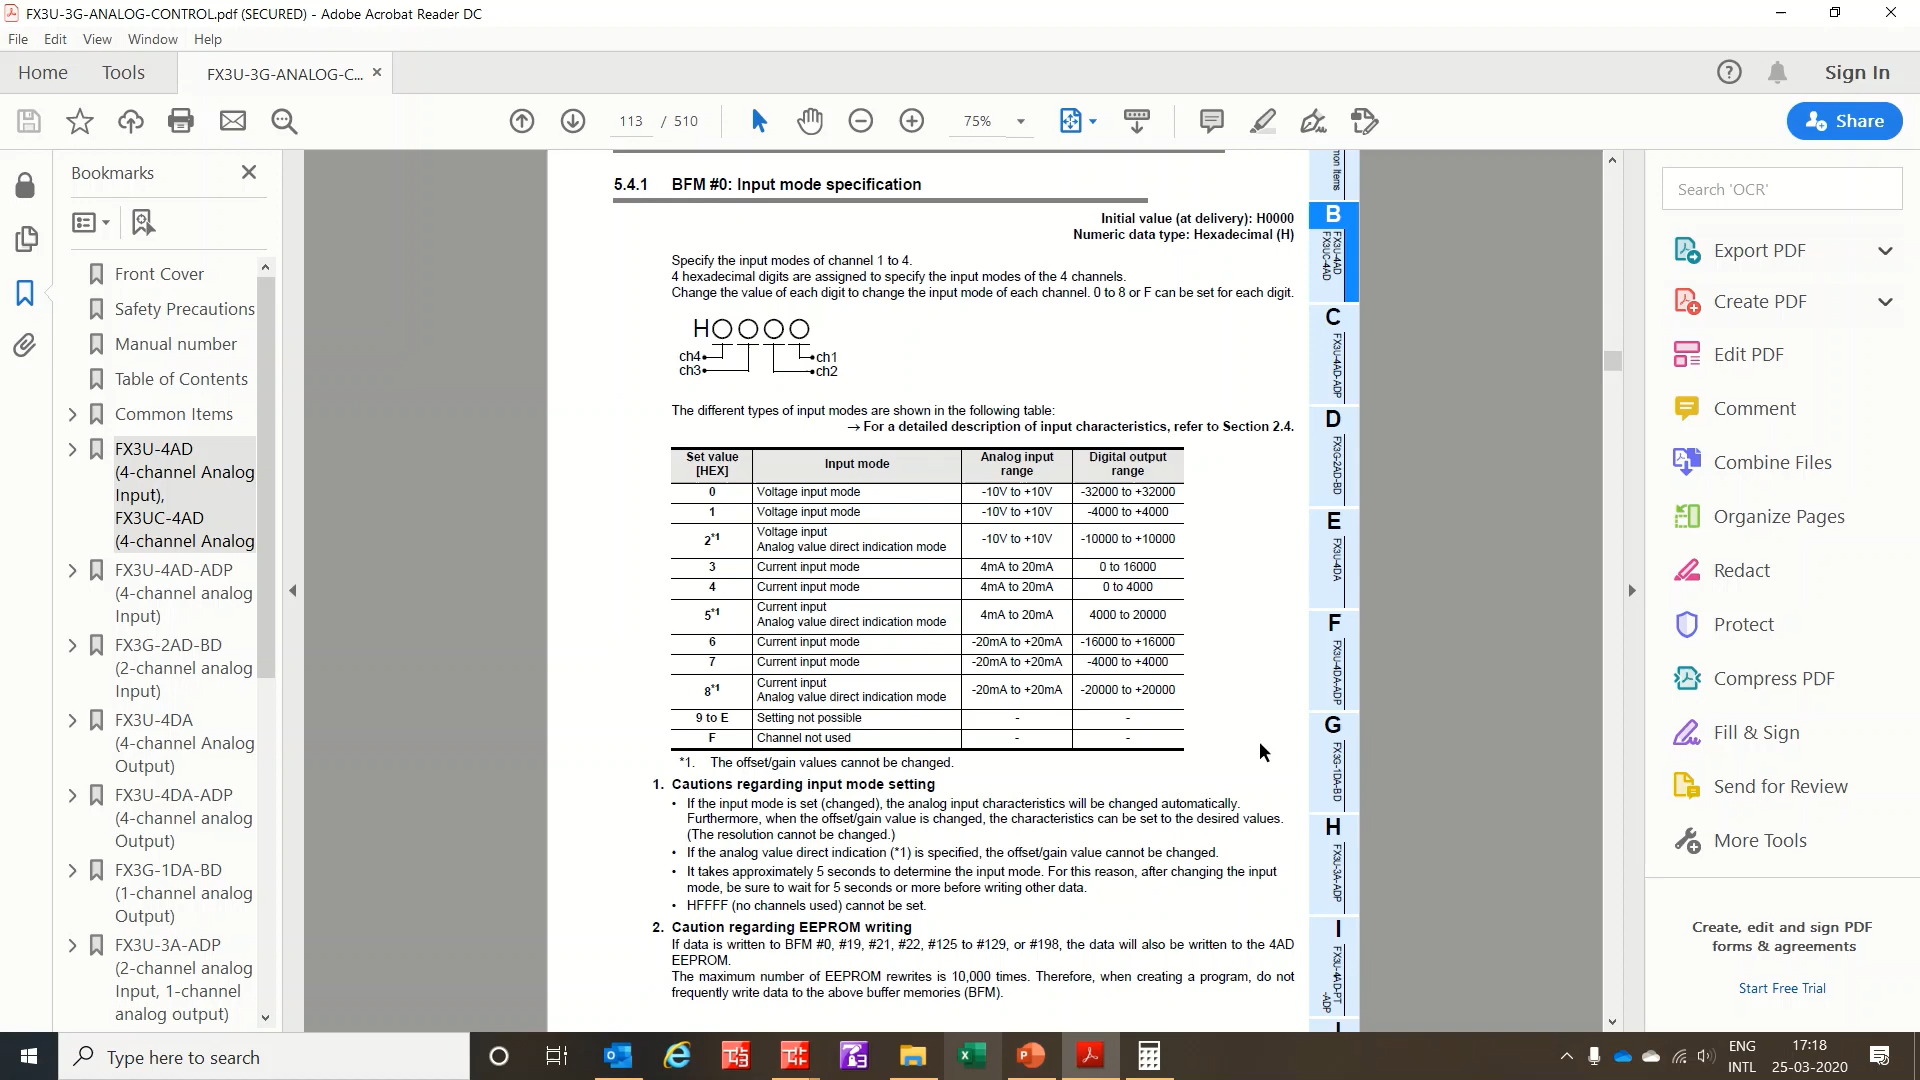 FX3U-3G-ANALOG-CONTROL.pdf (SECURED) - Adobe Acrobat Reader DC
File Edit View Window Help
Home Tools FX3U-3G-ANALOG-C... × Sign In
113 / 510 75% Share
Bookmarks
Front Cover
Safety Precautions
Manual number
Table of Contents
Common Items
FX3U-4AD
(4-channel Analog
Input),
FX3UC-4AD
(4-channel Analog
FX3U-4AD-ADP
(4-channel analog
Input)
FX3G-2AD-BD
(2-channel analog
Input)
FX3U-4DA
(4-channel Analog
Output)
FX3U-4DA-ADP
(4-channel analog
Output)
FX3G-1DA-BD
(1-channel analog
Output)
FX3U-3A-ADP
(2-channel analog
Input, 1-channel
analog output)
5.4.1 BFM #0: Input mode specification
Initial value (at delivery): H0000
Numeric data type: Hexadecimal (H)
Specify the input modes of channel 1 to 4.
4 hexadecimal digits are assigned to specify the input modes of the 4 channels.
Change the value of each digit to change the input mode of each channel. 0 to 8 or F can be set for each digit.
H○○○○
ch4 ch1
ch3 ch2
The different types of input modes are shown in the following table:
→ For a detailed description of input characteristics, refer to Section 2.4.
Set value [HEX] Input mode Analog input range Digital output range
0 Voltage input mode -10V to +10V -32000 to +32000
1 Voltage input mode -10V to +10V -4000 to +4000
2*1 Voltage input Analog value direct indication mode -10V to +10V -10000 to +10000
3 Current input mode 4mA to 20mA 0 to 16000
4 Current input mode 4mA to 20mA 0 to 4000
5*1 Current input Analog value direct indication mode 4mA to 20mA 4000 to 20000
6 Current input mode -20mA to +20mA -16000 to +16000
7 Current input mode -20mA to +20mA -4000 to +4000
8*1 Current input Analog value direct indication mode -20mA to +20mA -20000 to +20000
9 to E Setting not possible - -
F Channel not used - -
*1. The offset/gain values cannot be changed.
1. Cautions regarding input mode setting
• If the input mode is set (changed), the analog input characteristics will be changed automatically.
Furthermore, when the offset/gain value is changed, the characteristics can be set to the desired values.
(The resolution cannot be changed.)
• If the analog value direct indication (*1) is specified, the offset/gain value cannot be changed.
• It takes approximately 5 seconds to determine the input mode. For this reason, after changing the input
mode, be sure to wait for 5 seconds or more before writing other data.
• HFFFF (no channels used) cannot be set.
2. Caution regarding EEPROM writing
If data is written to BFM #0, #19, #21, #22, #125 to #129, or #198, the data will also be written to the 4AD
EEPROM.
The maximum number of EEPROM rewrites is 10,000 times. Therefore, when creating a program, do not
frequently write data to the above buffer memories (BFM).
B
FX3U-4AD
FX3UC-4AD
C
FX3U-4AD-ADP
D
FX3G-2AD-BD
E
FX3U-4DA
F
FX3U-4DA-ADP
G
FX3G-1DA-BD
H
FX3U-3A-ADP
I
FX3U-4AD-PT
-ADP
Search 'OCR'
Export PDF
Create PDF
Edit PDF
Comment
Combine Files
Organize Pages
Redact
Protect
Compress PDF
Fill & Sign
Send for Review
More Tools
Create, edit and sign PDF
forms & agreements
Start Free Trial
Type here to search
ENG
INTL
17:18
25-03-2020